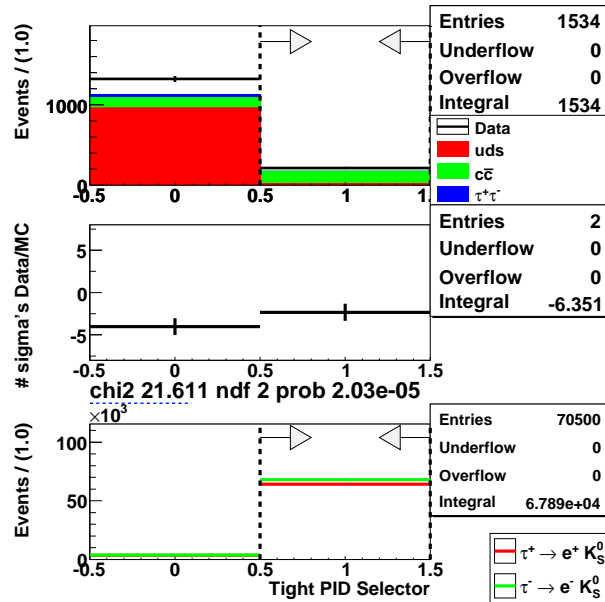 Entries 1534
Underflow 0
Overflow 0
Integral 1534
Events / (1.0)
1000
0
-0.5 0 0.5 1 1.5
Data
uds
cc̅
τ⁺τ⁻
Entries 2
Underflow 0
Overflow 0
Integral -6.351
# sigma's Data/MC
5
0
-5
-0.5 0 0.5 1 1.5
chi2 21.611 ndf 2 prob 2.03e-05
×10³
Events / (1.0)
100
50
0
-0.5 0 0.5 1 1.5
Tight PID Selector
Entries 70500
Underflow 0
Overflow 0
Integral 6.789e+04
τ⁺ → e⁺ K⁰S
τ⁻ → e⁻ K⁰S